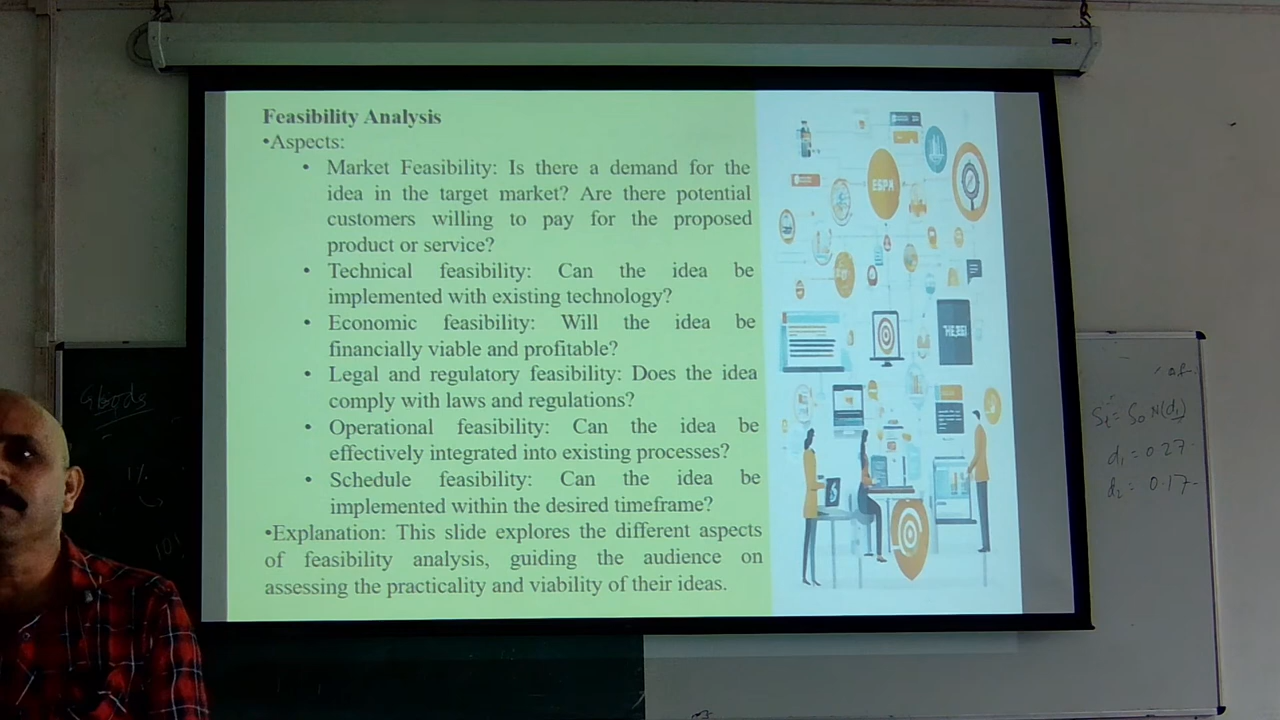 Feasibility Analysis
•Aspects:
• Market Feasibility: Is there a demand for the
idea in the target market? Are there potential
customers willing to pay for the proposed
product or service?
• Technical feasibility: Can the idea be
implemented with existing technology?
• Economic feasibility: Will the idea be
financially viable and profitable?
• Legal and regulatory feasibility: Does the idea
comply with laws and regulations?
• Operational feasibility: Can the idea be
effectively integrated into existing processes?
• Schedule feasibility: Can the idea be
implemented within the desired timeframe?
•Explanation: This slide explores the different aspects
of feasibility analysis, guiding the audience on
assessing the practicality and viability of their ideas.
ESPA
1%
N(d₁)
d₁ = 0.27
d₂ = 0.17